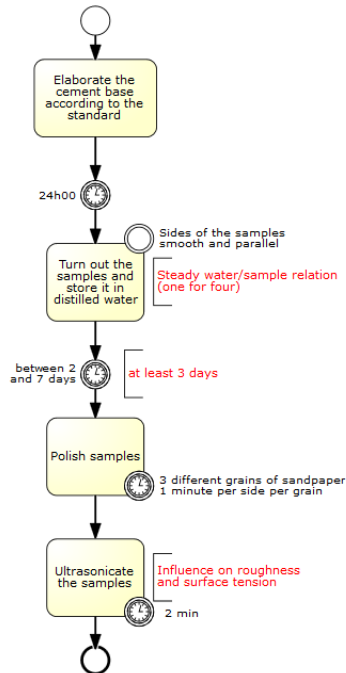 Elaborate the
cement base
according to the
standard
24h00
Sides of the samples
smooth and parallel
Turn out the
samples and
store it in
distilled water
Steady water/sample relation
(one for four)
between 2
and 7 days
at least 3 days
Polish samples
3 different grains of sandpaper
1 minute per side per grain
Ultrasonicate
the samples
Influence on roughness
and surface tension
2 min